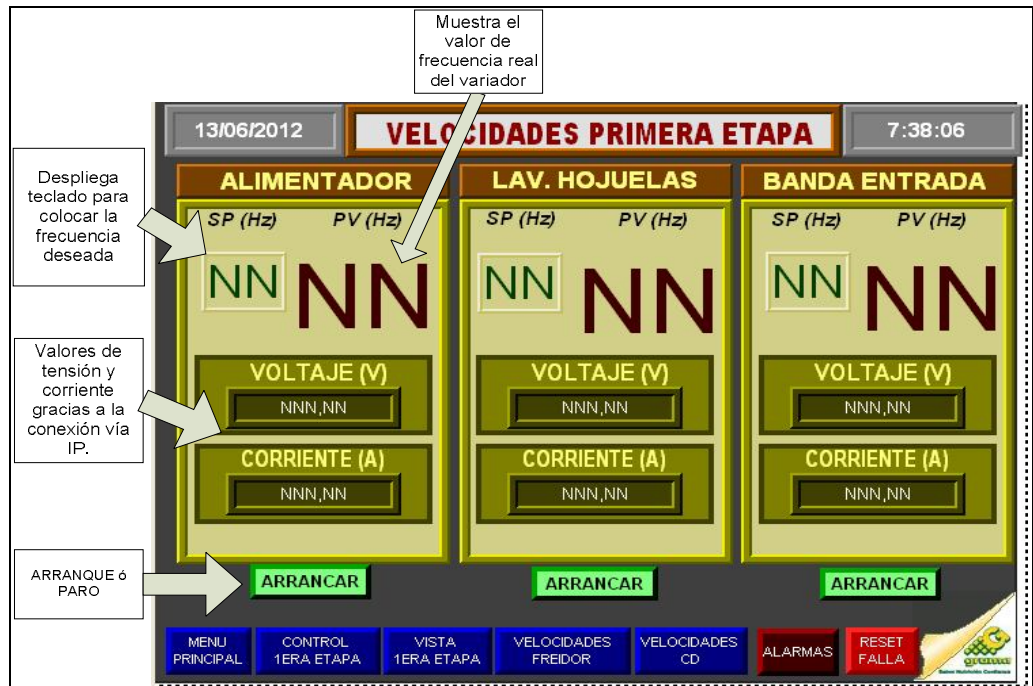 Muestra el
valor de
frecuencia real
del variador
13/06/2012
VELOCIDADES PRIMERA ETAPA
7:38:06
Despliega
teclado para
colocar la
frecuencia
deseada
ALIMENTADOR
LAV. HOJUELAS
BANDA ENTRADA
SP (Hz) PV (Hz)
SP (Hz) PV (Hz)
SP (Hz) PV (Hz)
NN NN
NN NN
NN NN
Valores de
tensión y
corriente
gracias a la
conexión vía
IP.
VOLTAJE (V)
VOLTAJE (V)
VOLTAJE (V)
NNN,NN
NNN,NN
NNN,NN
CORRIENTE (A)
CORRIENTE (A)
CORRIENTE (A)
NNN,NN
NNN,NN
NNN,NN
ARRANQUE ó
PARO
ARRANCAR
ARRANCAR
ARRANCAR
MENU
PRINCIPAL
CONTROL
1ERA ETAPA
VISTA
1ERA ETAPA
VELOCIDADES
FREIDOR
VELOCIDADES
CD
ALARMAS
RESET
FALLA
gruma